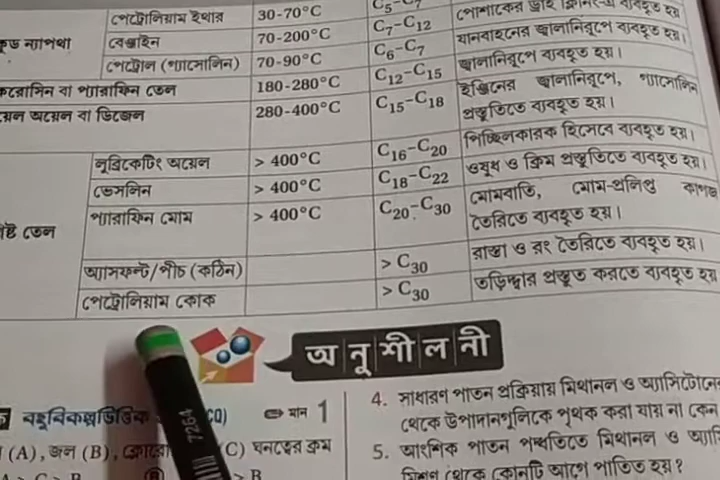 পেট্রোলিয়াম ইথার 30-70°C C5-C7
ক্রুড ন্যাপথা বেঞ্জাইন 70-200°C C7-C12 পোশাকের ড্রাই ব্যবহৃত হয়।
পেট্রোল (গ্যাসোলিন) 70-90°C C6-C7 যানবাহনের জ্বালানিরূপে ব্যবহৃত হয়।
কেরোসিন বা প্যারাফিন তেল 180-280°C C12-C15 জ্বালানিরূপে ব্যবহৃত হয়।
অয়েল বা ডিজেল 280-400°C C15-C18 ইঞ্জিনের জ্বালানিরূপে, গ্যাসোলিন
প্রস্তুতিতে ব্যবহৃত হয়।
লুব্রিকেটিং অয়েল > 400°C C16-C20 পিচ্ছিলকারক হিসেবে ব্যবহৃত হয়।
ভেসলিন > 400°C C18-C22 ওষুধ ও ক্রিম প্রস্তুতিতে ব্যবহৃত হয়।
তেল প্যারাফিন মোম > 400°C C20-C30 মোমবাতি, মোম-প্রলিপ্ত কাগজ
তৈরিতে ব্যবহৃত হয়।
অ্যাসফল্ট/পীচ (কঠিন) > C30 রাস্তা ও রং তৈরিতে ব্যবহৃত হয়।
পেট্রোলিয়াম কোক > C30 তড়িদ্দ্বার প্রস্তুত করতে ব্যবহৃত হয়
অনুশীলনী
বহুবিকল্পভিত্তিক CQ) মান 1
(A), জল (B), (C) ঘনত্বের ক্রম
> B
4. সাধারণ পাতন প্রক্রিয়ায় মিথানল ও অ্যাসিটোনের
থেকে উপাদানগুলিকে পৃথক করা যায় না কেন
5. আংশিক পাতন পদ্ধতিতে মিথানল ও অ্যাসি
মিশ্রণ থেকে কোনটি আগে পাতিত হয়?
7264